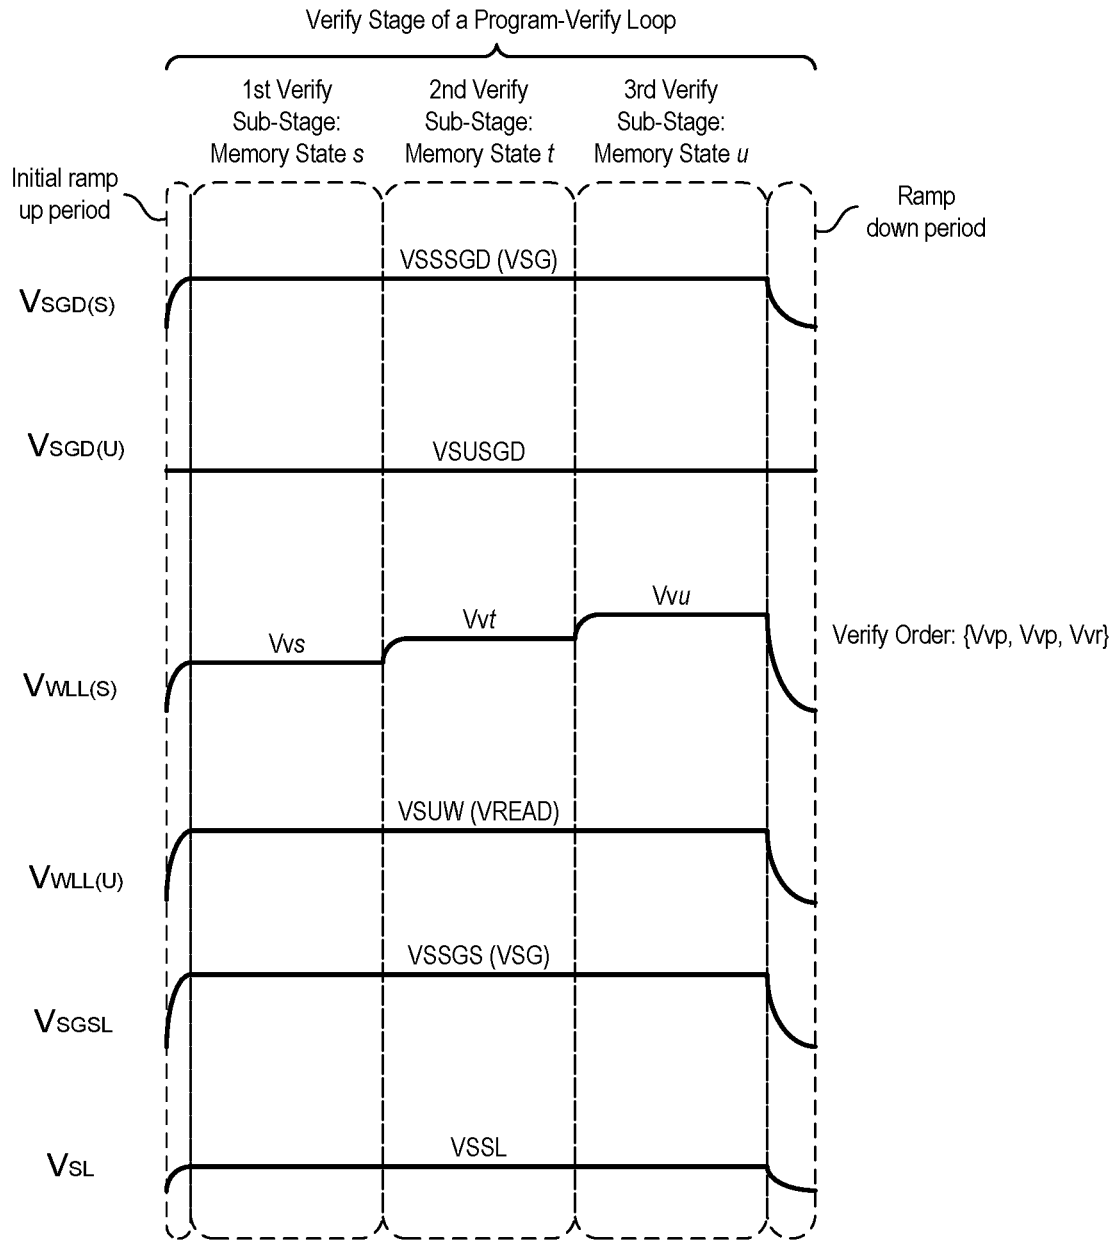 Verify Stage of a Program-Verify Loop
1st Verify
Sub-Stage:
Memory State s
2nd Verify
Sub-Stage:
Memory State t
3rd Verify
Sub-Stage:
Memory State u
Initial ramp
up period
Ramp
down period
VSSSGD (VSG)
VSGD(S)
VSUSGD
VSGD(U)
Vvs
Vvt
Vvu
Verify Order: {Vvp, Vvp, Vvr}
VWLL(S)
VSUW (VREAD)
VWLL(U)
VSSGS (VSG)
VSGSL
VSSL
VSL